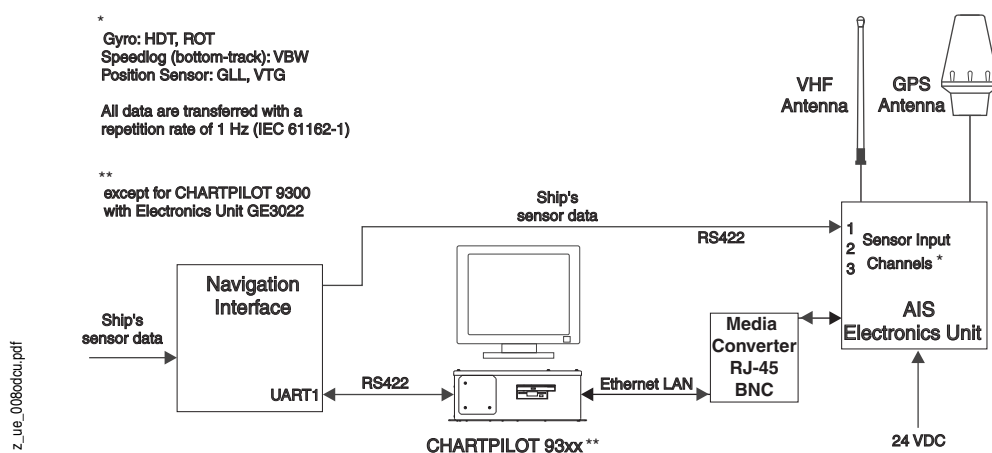 *
Gyro: HDT, ROT
Speedlog (bottom-track): VBW
Position Sensor: GLL, VTG
All data are transferred with a
repetition rate of 1 Hz (IEC 61162-1)
**
except for CHARTPILOT 9300
with Electronics Unit GE3022
VHF
Antenna
GPS
Antenna
Ship's
sensor data
RS422
1
2
3
Sensor Input
Channels *
AIS
Electronics Unit
Navigation
Interface
Ship's
sensor data
UART1
RS422
Ethernet LAN
Media
Converter
RJ-45
BNC
CHARTPILOT 93xx **
24 VDC
z_ue_008odcu.pdf